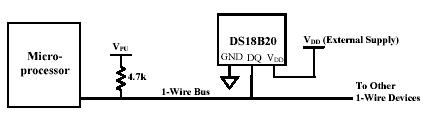 Micro-
processor
VPU
4.7k
1-Wire Bus
DS18B20
GND DQ VDD
VDD (External Supply)
To Other
1-Wire Devices